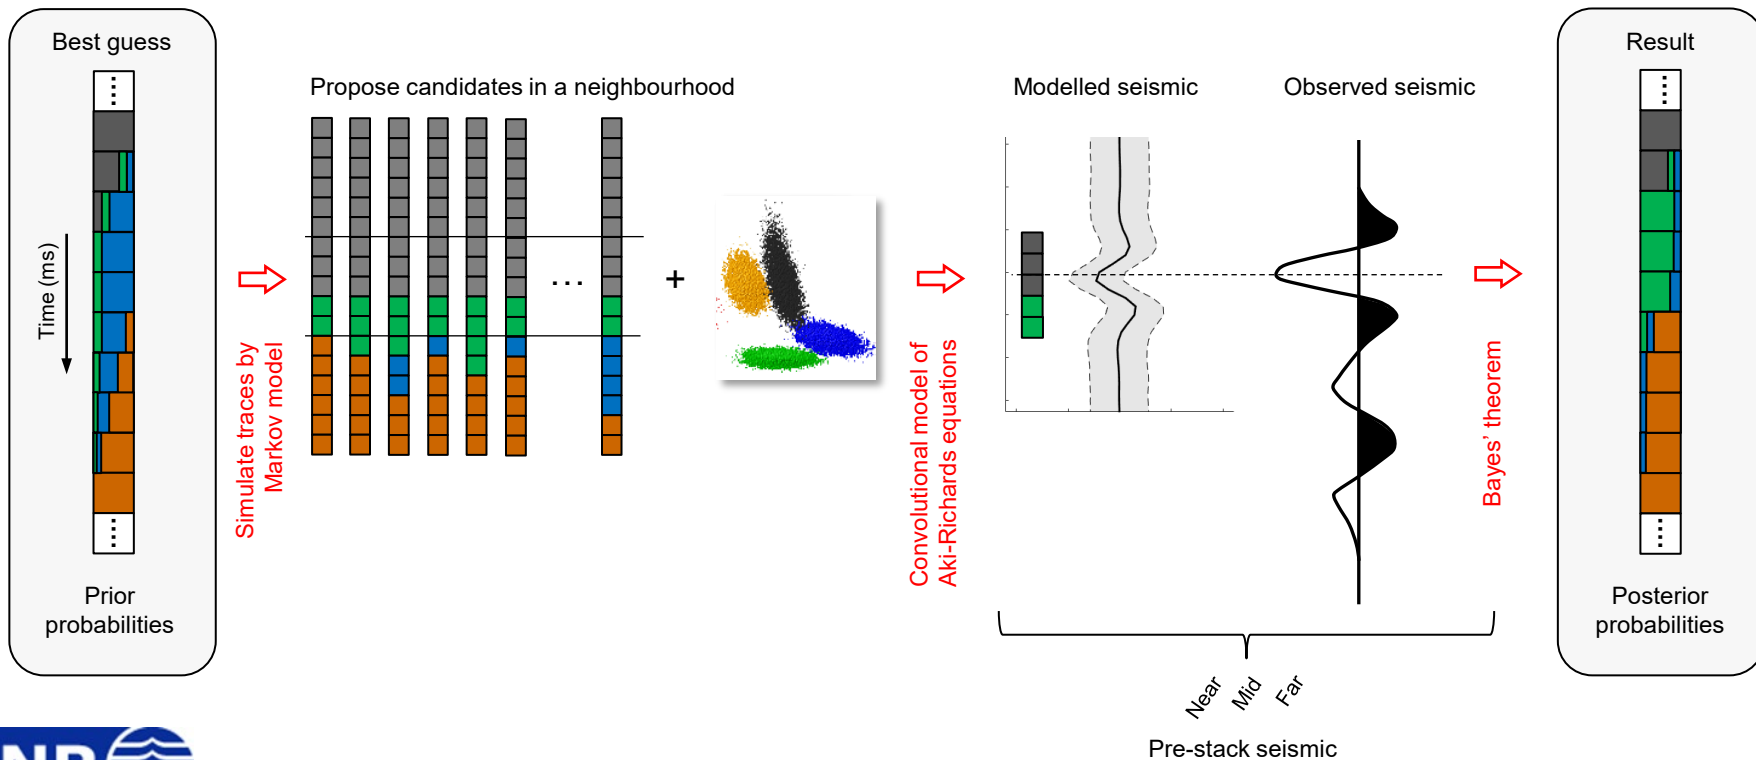 Best guess
Time (ms)
Prior
probabilities
Simulate traces by
Markov model
Propose candidates in a neighbourhood
...
+
Convolutional model of
Aki-Richards equations
Modelled seismic
Observed seismic
Near
Mid
Far
Pre-stack seismic
Bayes' theorem
Result
Posterior
probabilities